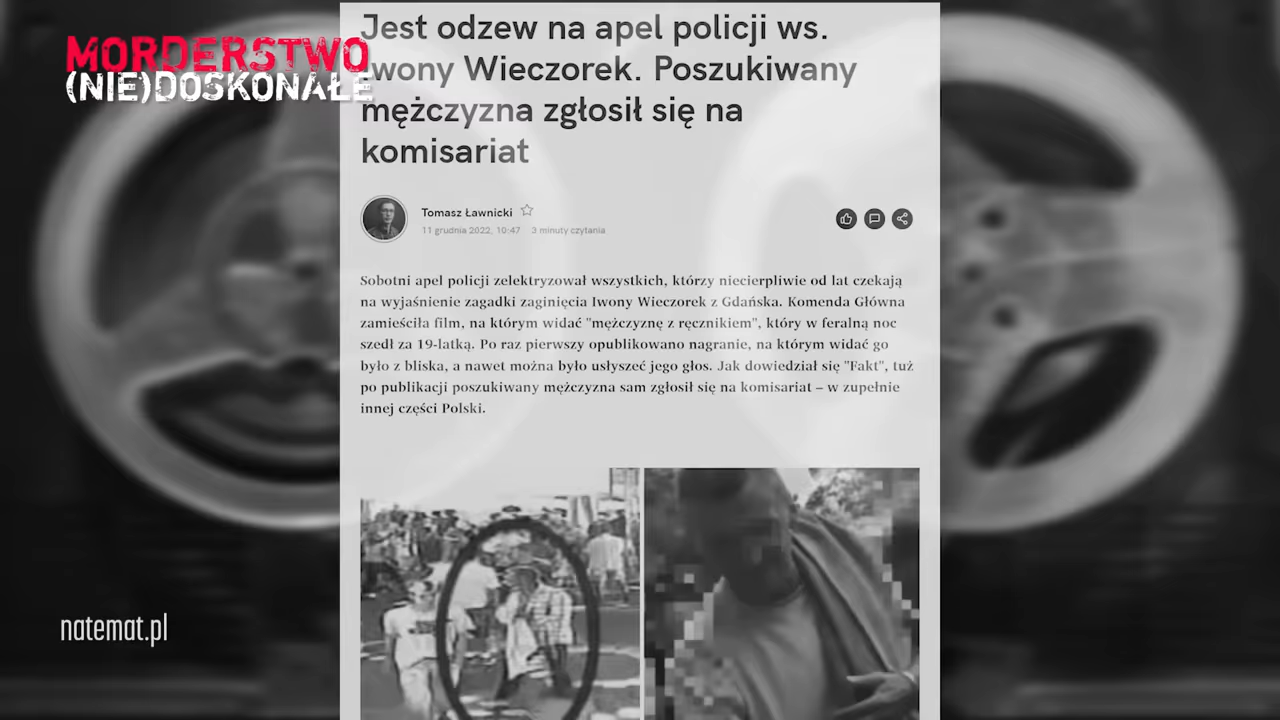 MORDERSTWO
(NIE)DOSKONAŁE
Jest odzew na apel policji ws.
Iwony Wieczorek. Poszukiwany
mężczyzna zgłosił się na
komisariat
Tomasz Ławnicki
11 grudnia 2022, 10:47 3 minuty czytania
Sobotni apel policji zelektryzował wszystkich, którzy niecierpliwie od lat czekają
na wyjaśnienie zagadki zaginięcia Iwony Wieczorek z Gdańska. Komenda Główna
zamieściła film, na którym widać "mężczyznę z ręcznikiem", który w feralną noc
szedł za 19-latką. Po raz pierwszy opublikowano nagranie, na którym widać go
było z bliska, a nawet można było usłyszeć jego głos. Jak dowiedział się "Fakt", tuż
po publikacji poszukiwany mężczyzna sam zgłosił się na komisariat – w zupełnie
innej części Polski.
natemat.pl